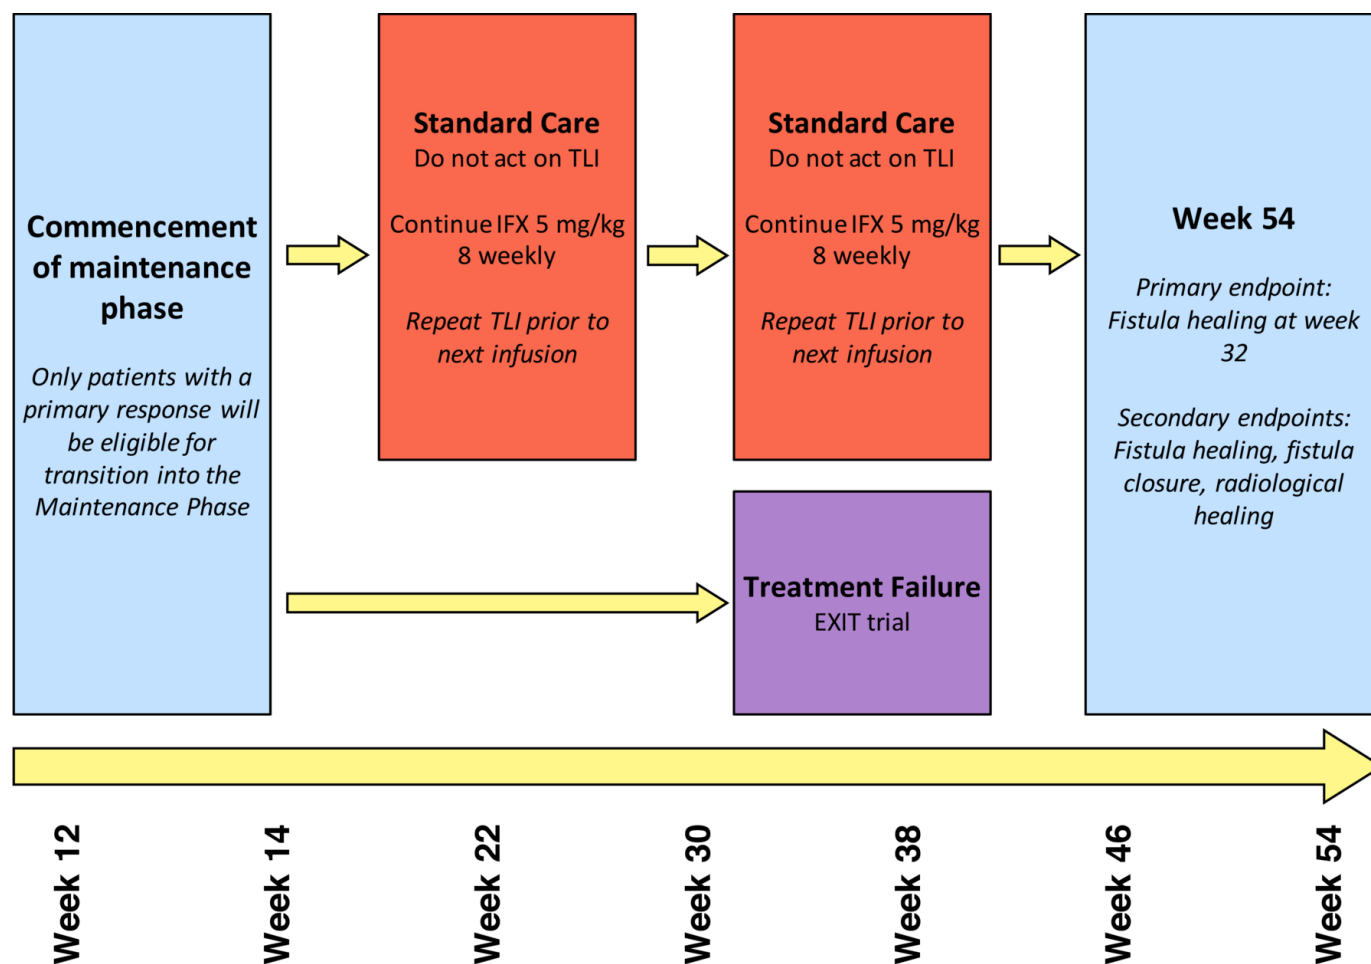 Commencement
of maintenance
phase
Only patients with a
primary response will
be eligible for
transition into the
Maintenance Phase
Standard Care
Do not act on TLI
Continue IFX 5 mg/kg
8 weekly
Repeat TLI prior to
next infusion
Standard Care
Do not act on TLI
Continue IFX 5 mg/kg
8 weekly
Repeat TLI prior to
next infusion
Treatment Failure
EXIT trial
Week 54
Primary endpoint:
Fistula healing at week
32
Secondary endpoints:
Fistula healing, fistula
closure, radiological
healing
Week 12
Week 14
Week 22
Week 30
Week 38
Week 46
Week 54